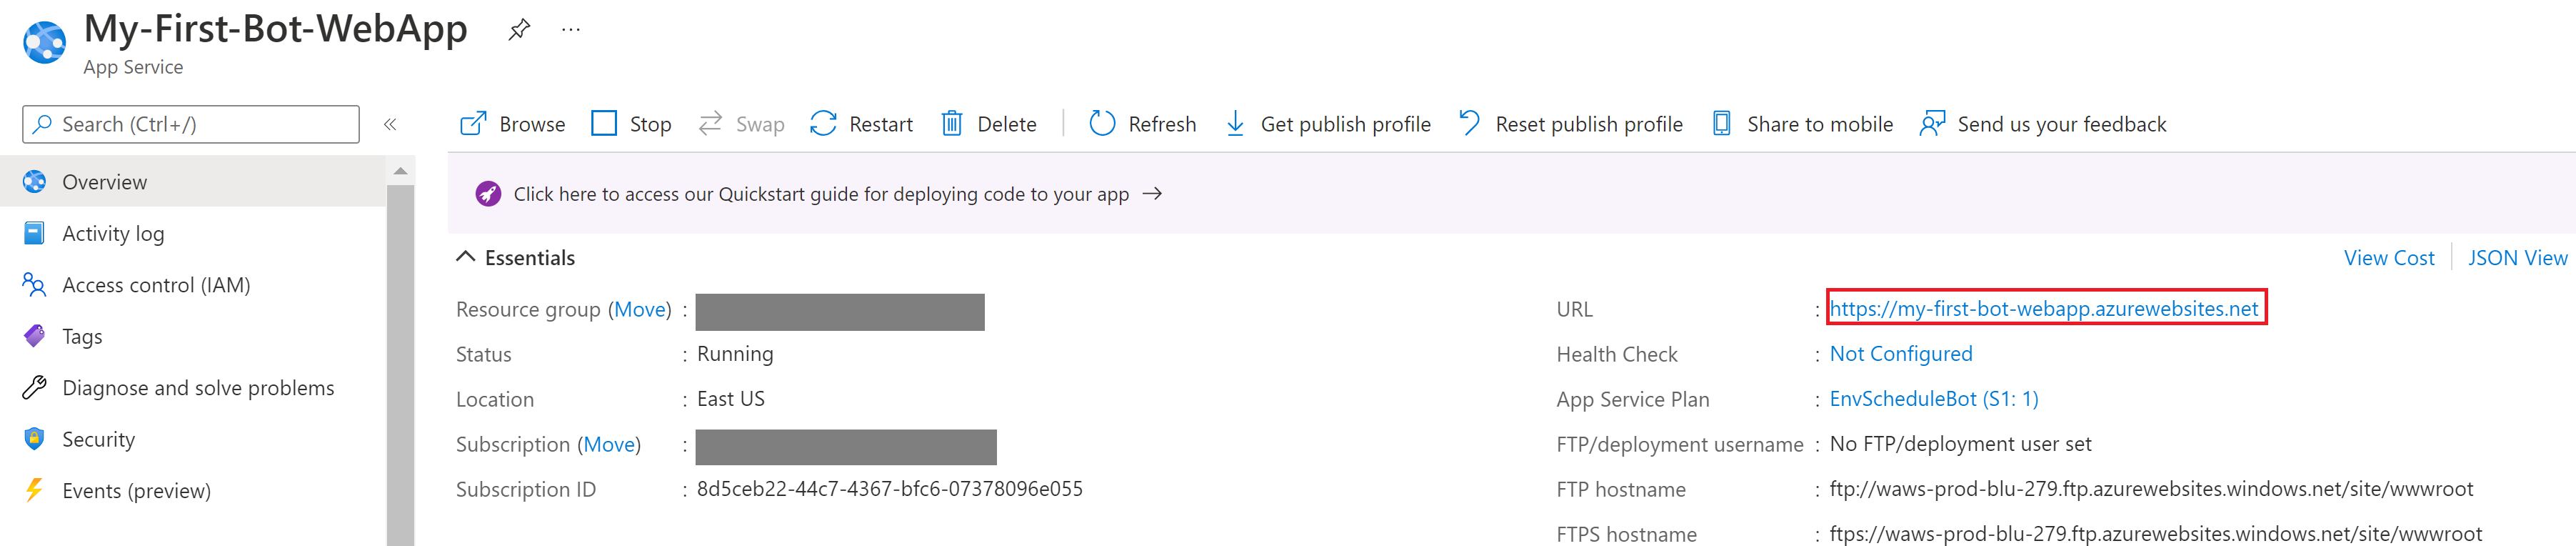 My-First-Bot-WebApp
App Service
Search (Ctrl+/)
Browse Stop Swap Restart Delete Refresh Get publish profile Reset publish profile Share to mobile Send us your feedback
Overview
Activity log
Access control (IAM)
Tags
Diagnose and solve problems
Security
Events (preview)
Click here to access our Quickstart guide for deploying code to your app →
Essentials
View Cost JSON View
Resource group (Move) :
Status : Running
Location : East US
Subscription (Move) :
Subscription ID : 8d5ceb22-44c7-4367-bfc6-07378096e055
URL : https://my-first-bot-webapp.azurewebsites.net
Health Check : Not Configured
App Service Plan : EnvScheduleBot (S1: 1)
FTP/deployment username : No FTP/deployment user set
FTP hostname : ftp://waws-prod-blu-279.ftp.azurewebsites.windows.net/site/wwwroot
FTPS hostname : ftps://waws-prod-blu-279.ftp.azurewebsites.windows.net/site/wwwroot